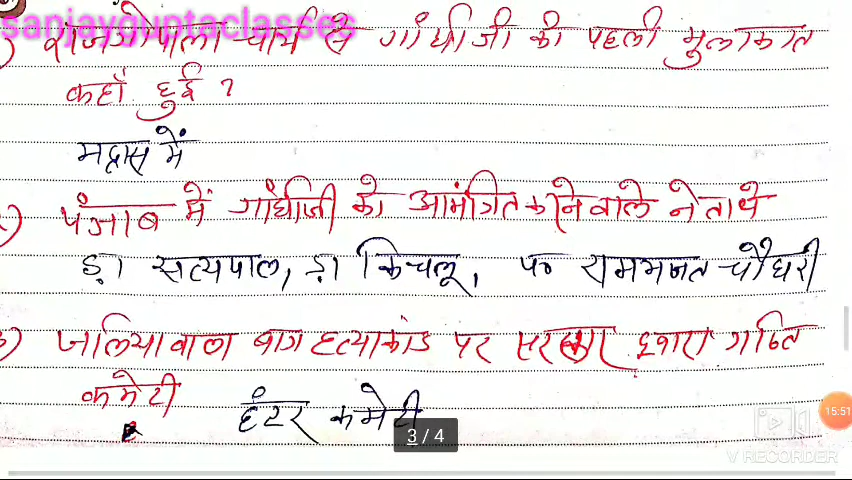 sanjayguptaclasses
राजगोपालाचार्य से गांधीजी की पहली मुलाकात
कहाँ हुई ?
मद्रास में
पंजाब में गांधीजी को आमंत्रित करने वाले नेता थे
डा सत्यपाल, डा किचलू, प० रामभजत चौधरी
जालियावाला बाग हत्याकांड पर सरकार द्वारा गठित
कमेटी
हंटर कमेटी
3 / 4
15:51
V RECORDER